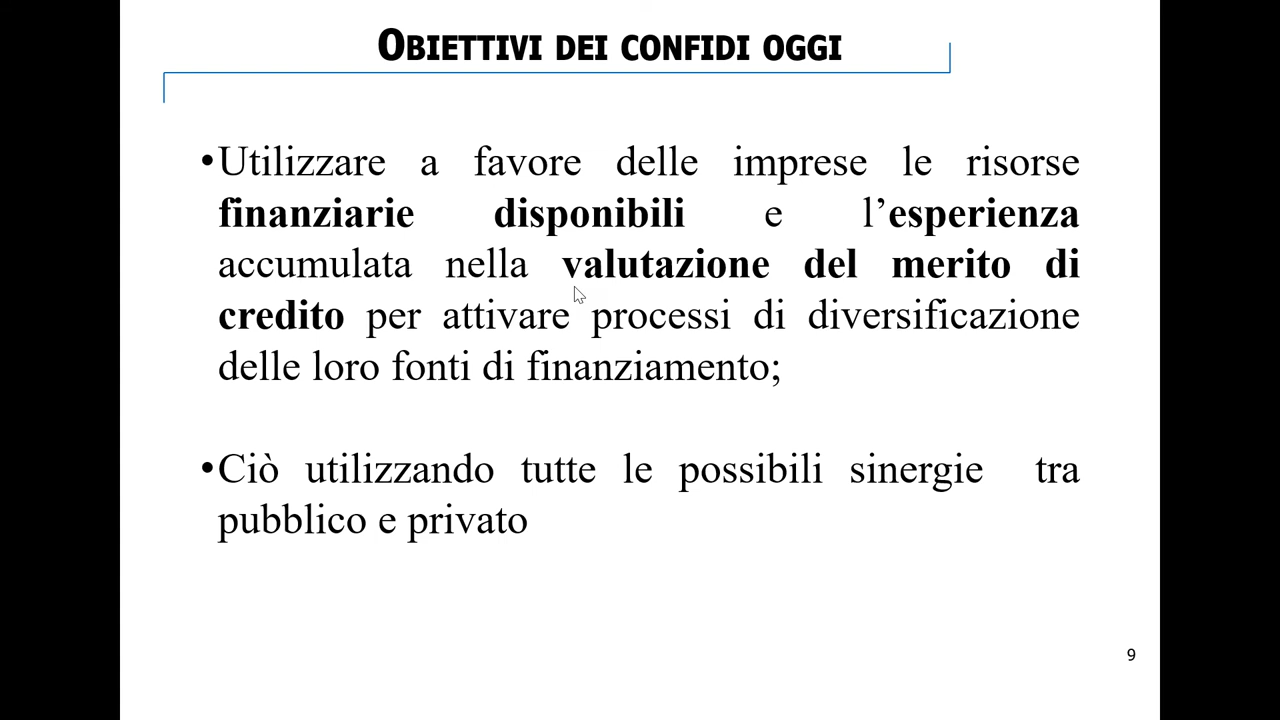 OBIETTIVI DEI CONFIDI OGGI
•Utilizzare a favore delle imprese le risorse
finanziarie disponibili e l’esperienza
accumulata nella valutazione del merito di
credito per attivare processi di diversificazione
delle loro fonti di finanziamento;
•Ciò utilizzando tutte le possibili sinergie tra
pubblico e privato
9